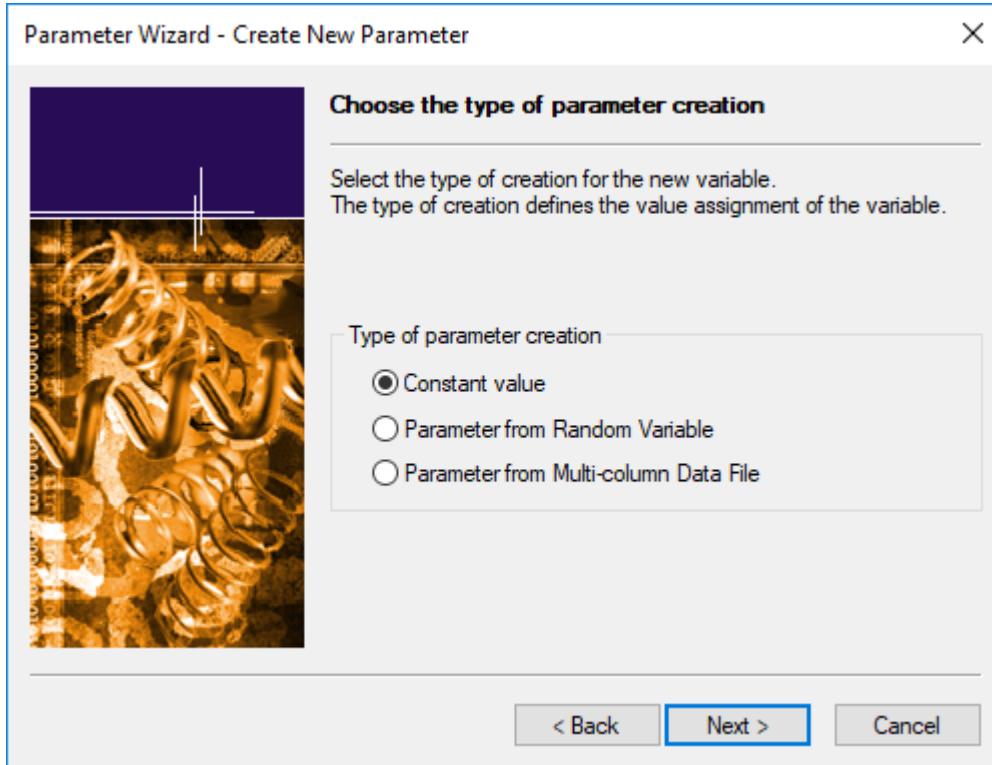 Parameter Wizard - Create New Parameter
Choose the type of parameter creation
Select the type of creation for the new variable.
The type of creation defines the value assignment of the variable.
Type of parameter creation
Constant value
Parameter from Random Variable
Parameter from Multi-column Data File
< Back
Next >
Cancel